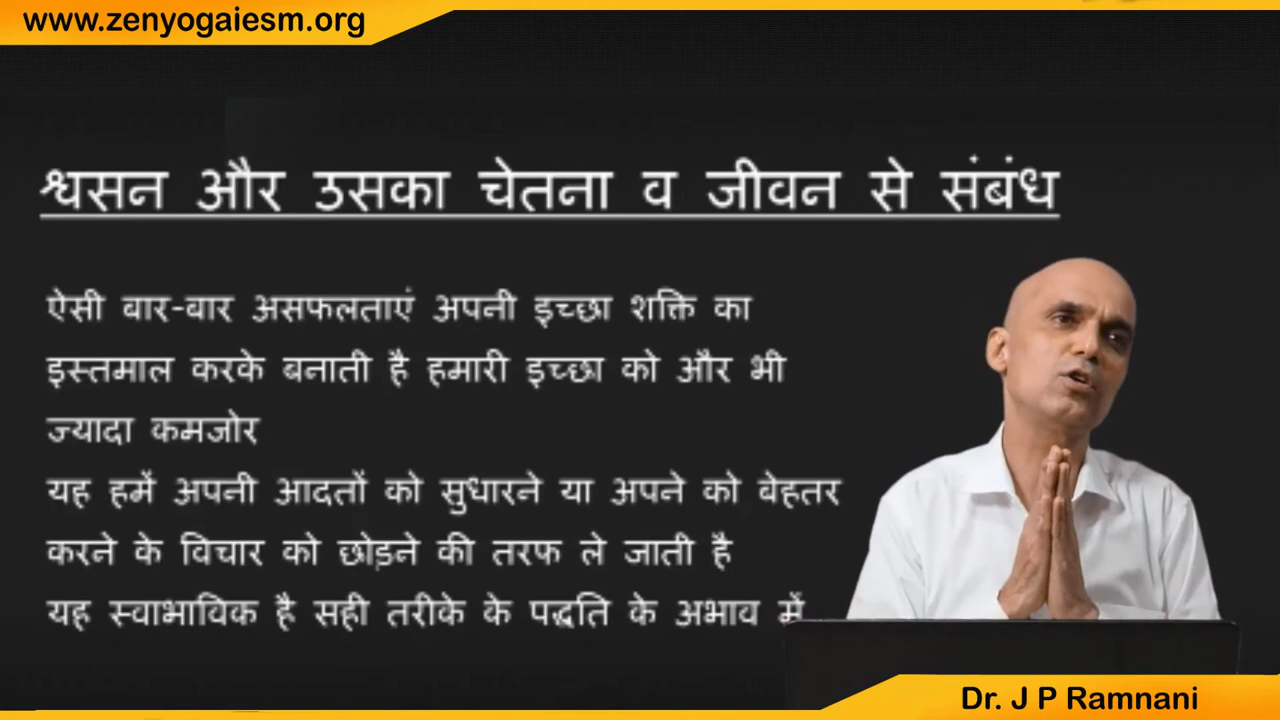 www.zenyogaiesm.org
श्वसन और उसका चेतना व जीवन से संबंध
ऐसी बार-बार असफलताएं अपनी इच्छा शक्ति का
इस्तमाल करके बनाती है हमारी इच्छा को और भी
ज्यादा कमजोर
यह हमें अपनी आदतों को सुधारने या अपने को बेहतर
करने के विचार को छोड़ने की तरफ ले जाती है
यह स्वाभाविक है सही तरीके के पद्धति के अभाव में
Dr. J P Ramnani